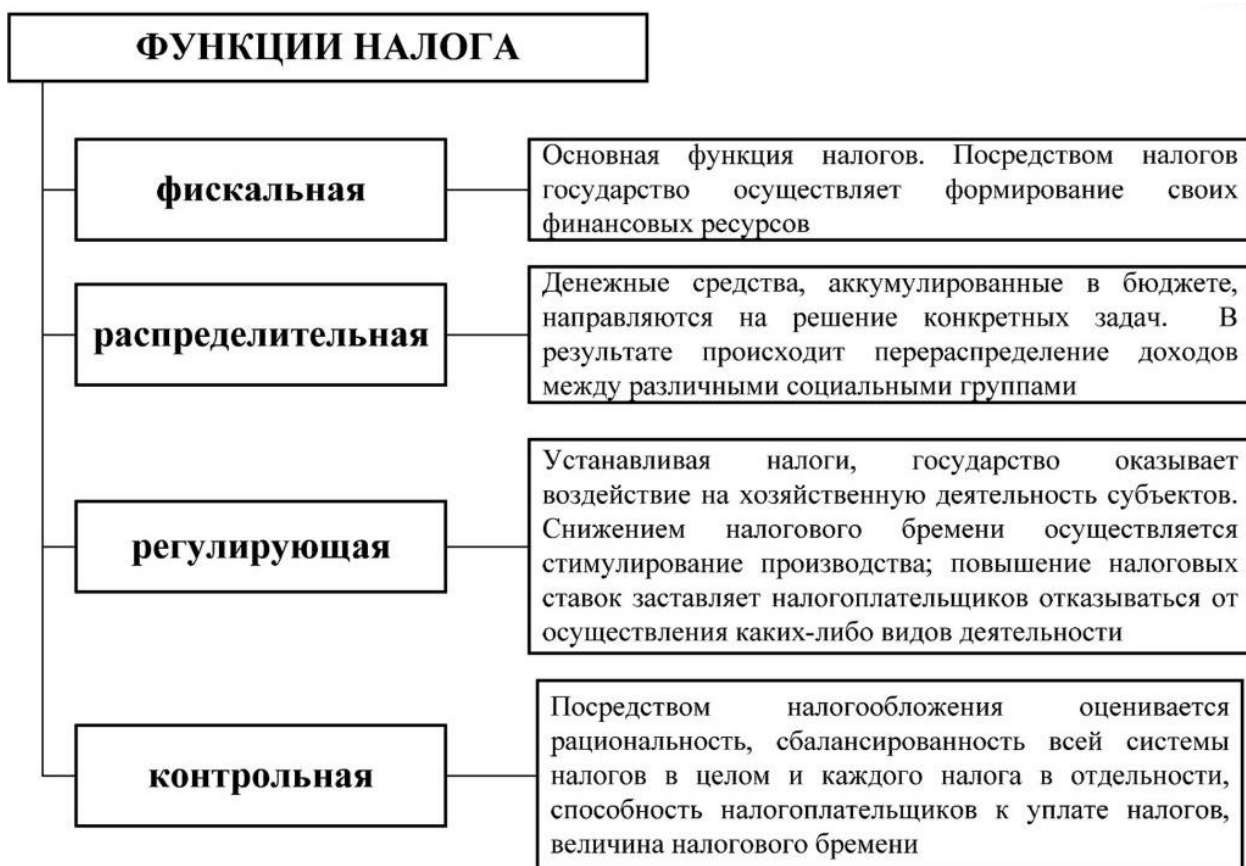 ФУНКЦИИ НАЛОГА
фискальная
Основная функция налогов. Посредством налогов
государство осуществляет формирование своих
финансовых ресурсов
распределительная
Денежные средства, аккумулированные в бюджете,
направляются на решение конкретных задач. В
результате происходит перераспределение доходов
между различными социальными группами
регулирующая
Устанавливая налоги, государство оказывает
воздействие на хозяйственную деятельность субъектов.
Снижением налогового бремени осуществляется
стимулирование производства; повышение налоговых
ставок заставляет налогоплательщиков отказываться от
осуществления каких-либо видов деятельности
контрольная
Посредством налогообложения оценивается
рациональность, сбалансированность всей системы
налогов в целом и каждого налога в отдельности,
способность налогоплательщиков к уплате налогов,
величина налогового бремени